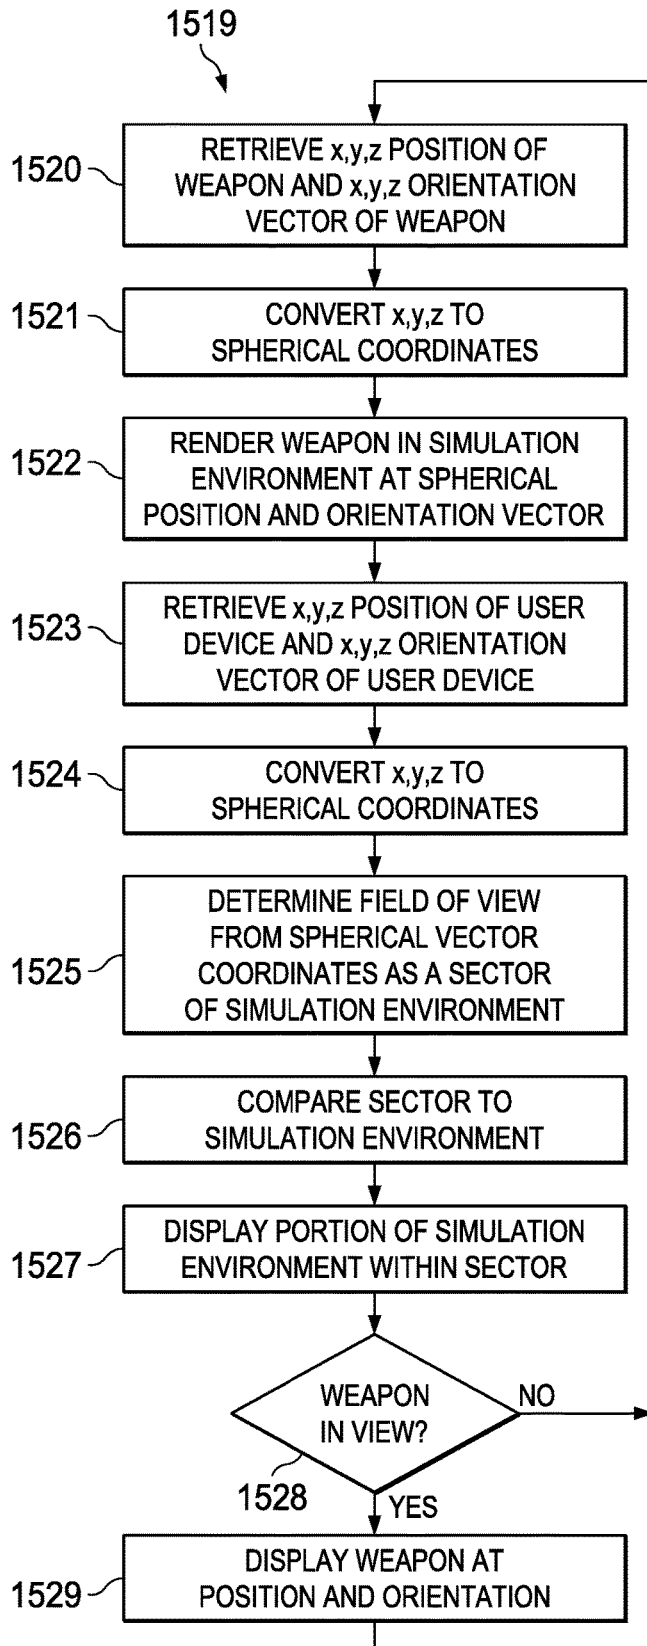 1519
1520
RETRIEVE x,y,z POSITION OF
WEAPON AND x,y,z ORIENTATION
VECTOR OF WEAPON
1521
CONVERT x,y,z TO
SPHERICAL COORDINATES
1522
RENDER WEAPON IN SIMULATION
ENVIRONMENT AT SPHERICAL
POSITION AND ORIENTATION VECTOR
1523
RETRIEVE x,y,z POSITION OF USER
DEVICE AND x,y,z ORIENTATION
VECTOR OF USER DEVICE
1524
CONVERT x,y,z TO
SPHERICAL COORDINATES
1525
DETERMINE FIELD OF VIEW
FROM SPHERICAL VECTOR
COORDINATES AS A SECTOR
OF SIMULATION ENVIRONMENT
1526
COMPARE SECTOR TO
SIMULATION ENVIRONMENT
1527
DISPLAY PORTION OF SIMULATION
ENVIRONMENT WITHIN SECTOR
WEAPON
IN VIEW?
NO
1528
YES
1529
DISPLAY WEAPON AT
POSITION AND ORIENTATION